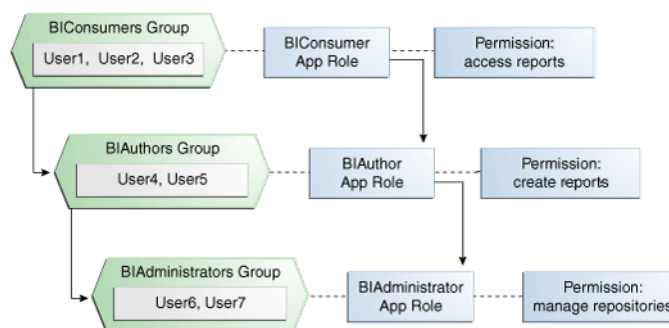 BIConsumers Group
User1, User2, User3
BIConsumer
App Role
Permission:
access reports
BIAuthors Group
User4, User5
BIAuthor
App Role
Permission:
create reports
BIAdministrators Group
User6, User7
BIAdministrator
App Role
Permission:
manage repositories